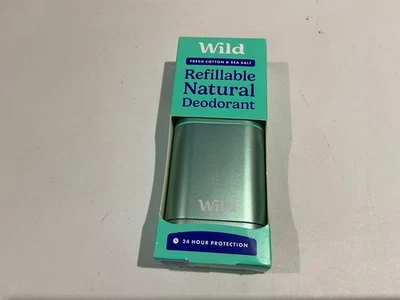 Wild
FRESH COTTON & SEA SALT
Refillable
Natural
Deodorant
Wild
24 HOUR PROTECTION